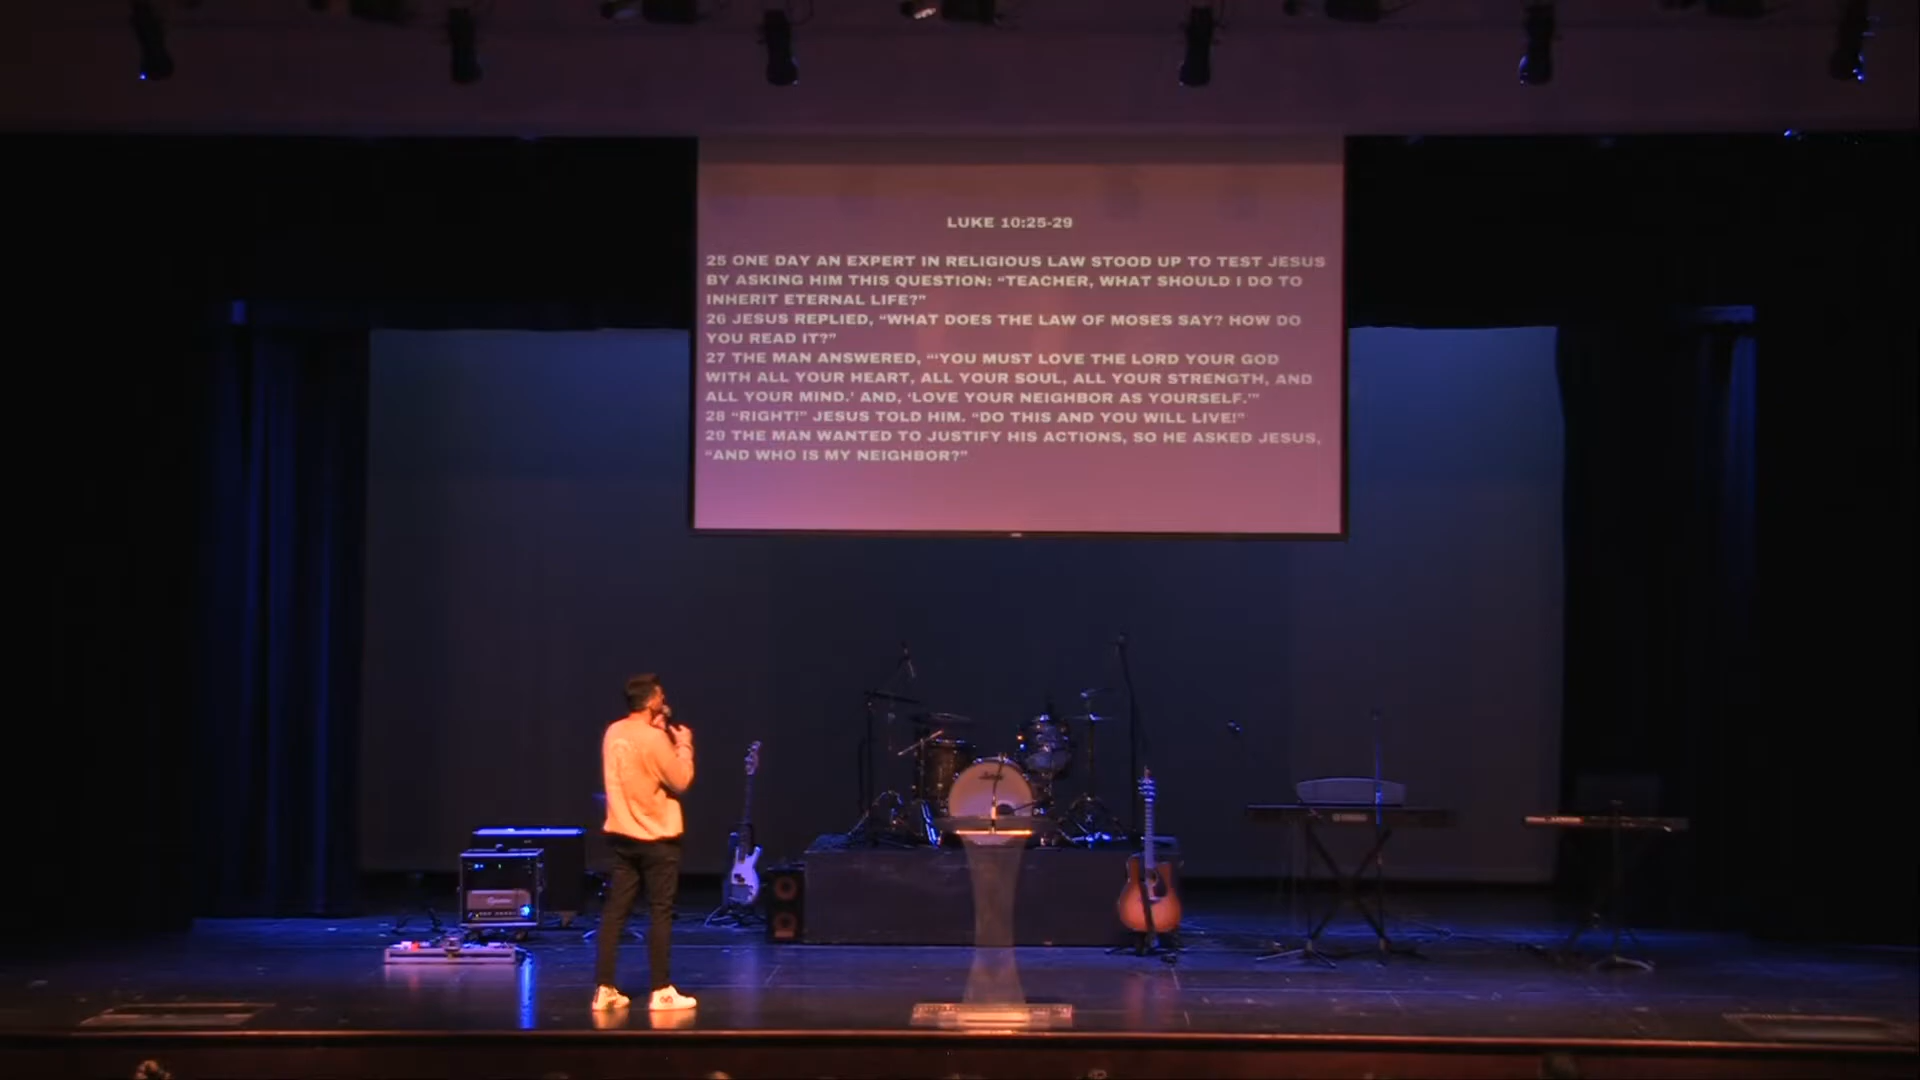 LUKE 10:25-29
25 ONE DAY AN EXPERT IN RELIGIOUS LAW STOOD UP TO TEST JESUS
BY ASKING HIM THIS QUESTION: “TEACHER, WHAT SHOULD I DO TO
INHERIT ETERNAL LIFE?”
26 JESUS REPLIED, “WHAT DOES THE LAW OF MOSES SAY? HOW DO
YOU READ IT?”
27 THE MAN ANSWERED, “‘YOU MUST LOVE THE LORD YOUR GOD
WITH ALL YOUR HEART, ALL YOUR SOUL, ALL YOUR STRENGTH, AND
ALL YOUR MIND.’ AND, ‘LOVE YOUR NEIGHBOR AS YOURSELF.’”
28 “RIGHT!” JESUS TOLD HIM. “DO THIS AND YOU WILL LIVE!”
29 THE MAN WANTED TO JUSTIFY HIS ACTIONS, SO HE ASKED JESUS,
“AND WHO IS MY NEIGHBOR?”